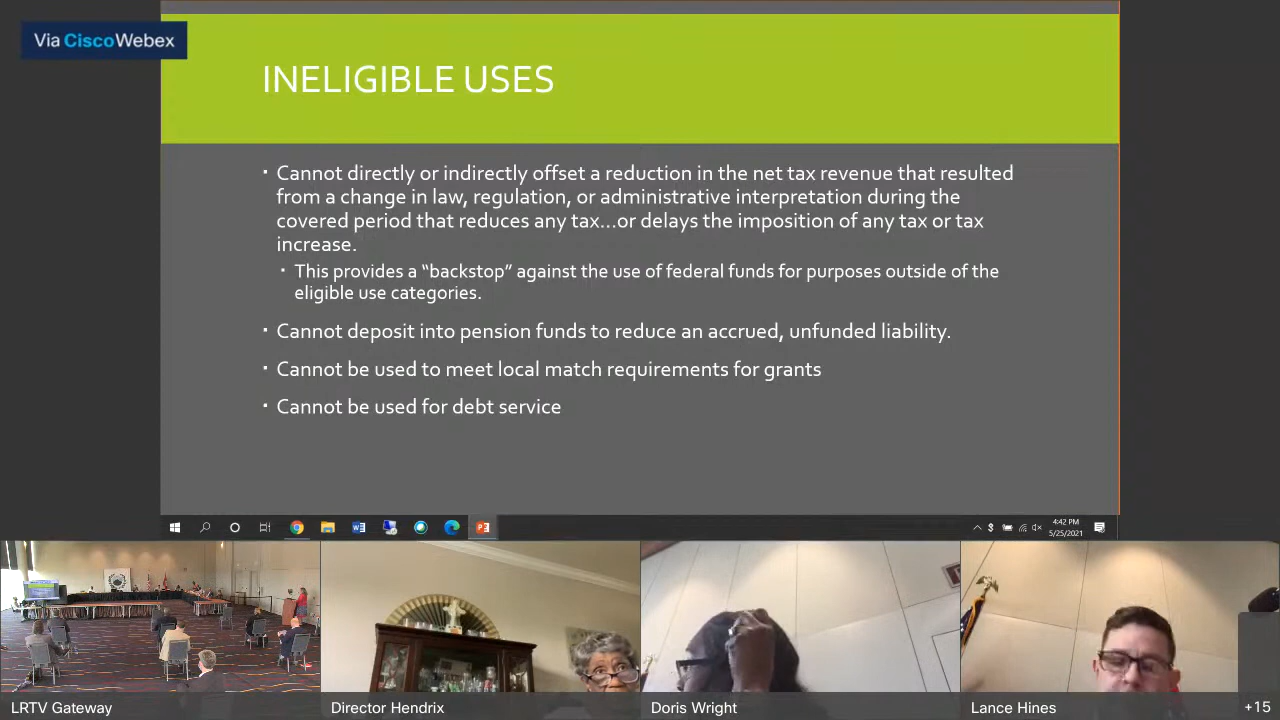 Via CiscoWebex
INELIGIBLE USES
▪ Cannot directly or indirectly offset a reduction in the net tax revenue that resulted
from a change in law, regulation, or administrative interpretation during the
covered period that reduces any tax...or delays the imposition of any tax or tax
increase.
▪ This provides a “backstop” against the use of federal funds for purposes outside of the
eligible use categories.
▪ Cannot deposit into pension funds to reduce an accrued, unfunded liability.
▪ Cannot be used to meet local match requirements for grants
▪ Cannot be used for debt service
4:42 PM
5/25/2021
LRTV Gateway
Director Hendrix
Doris Wright
Lance Hines
+15